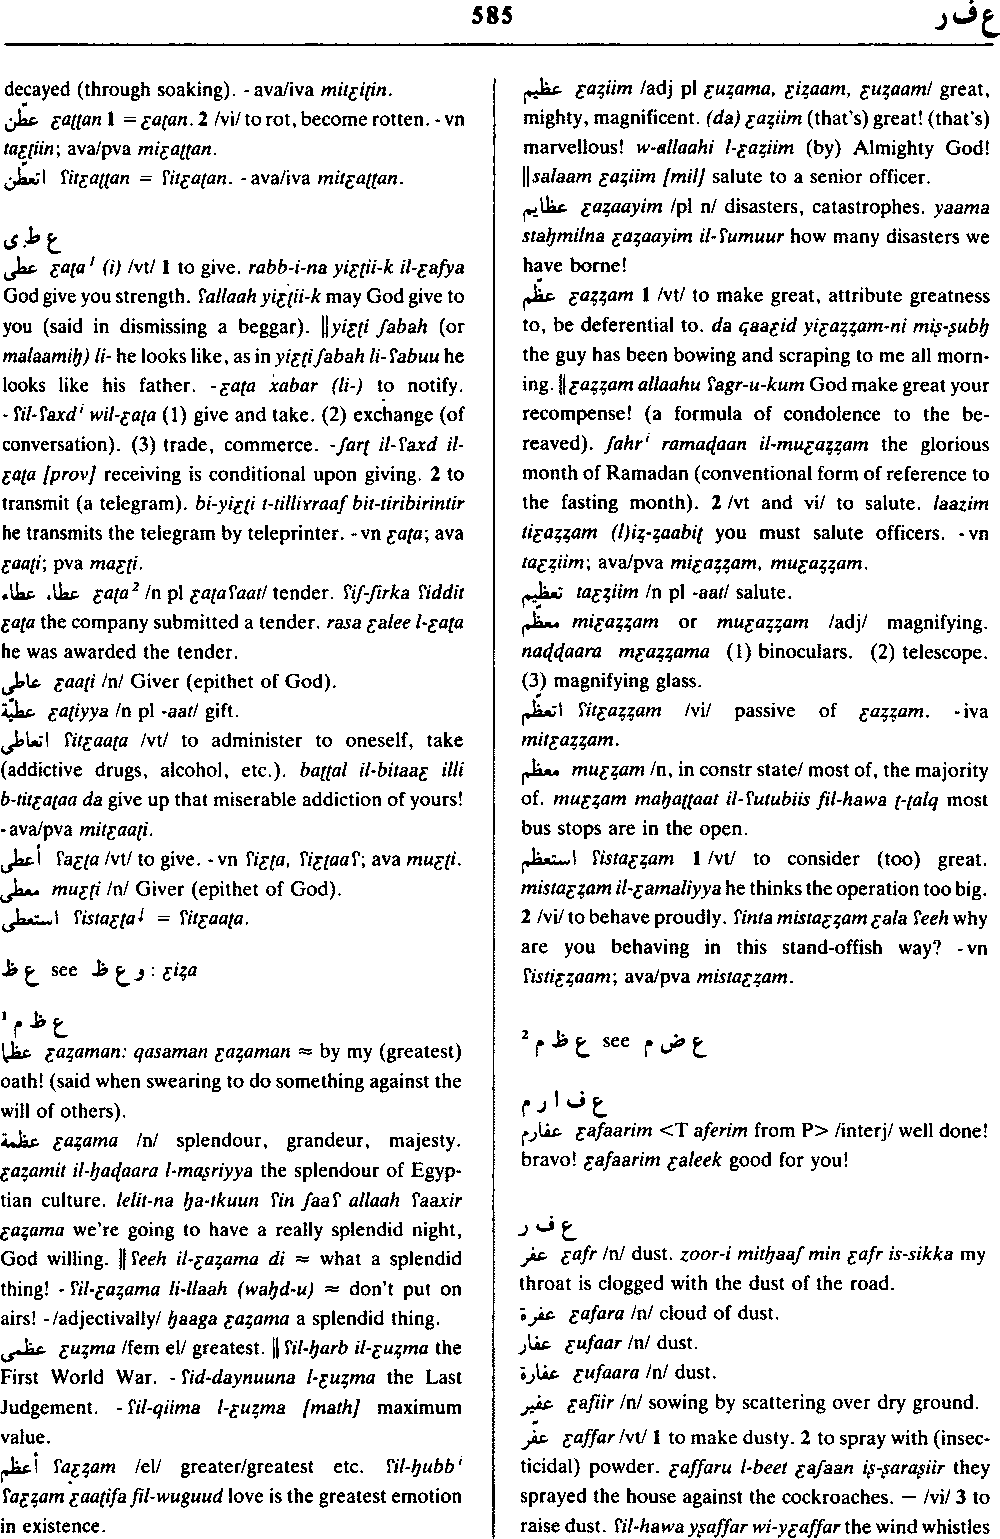 585
ع ف ر
decayed (through soaking). - ava/iva mitɛiṭin.
عطّن ɛaṭṭan 1 = ɛaṭan. 2 /vi/ to rot, become rotten. - vn
taɛṭiin; ava/pva miɛaṭṭan.
اتعطّن ʕitɛaṭṭan = ʕitɛaṭan. - ava/iva mitɛaṭṭan.
ع ط ى
عطى ɛaṭa¹ (i) /vt/ 1 to give. rabb-i-na yiɛṭii-k il-ɛafya
God give you strength. ʕallaah yiɛṭii-k may God give to
you (said in dismissing a beggar). ‖yiɛṭi ʃabah (or
malaamiḥ) li- he looks like, as in yiɛṭi ʃabah li-ʕabuu he
looks like his father. -ɛaṭa xabar (li-) to notify.
- ʕil-ʕaxdⁱ wil-ɛaṭa (1) give and take. (2) exchange (of
conversation). (3) trade, commerce. -ʃarṭ il-ʕaxd il-
ɛaṭa [prov] receiving is conditional upon giving. 2 to
transmit (a telegram). bi-yiɛṭi t-tilliɣraaf bit-tiribirintir
he transmits the telegram by teleprinter. - vn ɛaṭa; ava
ɛaaṭi; pva maɛṭi.
عطا، عطاء ɛaṭa² /n pl ɛaṭaʕaat/ tender. ʕiʃ-ʃirka ʕiddit
ɛaṭa the company submitted a tender. rasa ɛalee l-ɛaṭa
he was awarded the tender.
عاطى ɛaaṭi /n/ Giver (epithet of God).
عطيّة ɛaṭiyya /n pl -aat/ gift.
اتعاطى ʕitɛaaṭa /vt/ to administer to oneself, take
(addictive drugs, alcohol, etc.). baṭṭal il-bitaaɛ illi
b-titɛaṭaa da give up that miserable addiction of yours!
- ava/pva mitɛaaṭi.
أعطى ʕaɛṭa /vt/ to give. - vn ʕiɛṭa, ʕiɛṭaaʕ; ava muɛṭi.
معطى muɛṭi /n/ Giver (epithet of God).
استعطى ʕistaɛṭa↓ = ʕitɛaaṭa.
ع ظ see و ع ظ : ɛiẓa
ع ظ م ¹
عظما ɛaẓaman: qasaman ɛaẓaman ≈ by my (greatest)
oath! (said when swearing to do something against the
will of others).
عظمة ɛaẓama /n/ splendour, grandeur, majesty.
ɛaẓamit il-ḥaḍaara l-maṣriyya the splendour of Egyp-
tian culture. lelit-na ḥa-tkuun ʕin ʃaaʕ allaah ʕaaxir
ɛaẓama we're going to have a really splendid night,
God willing. ‖ʕeeh il-ɛaẓama di ≈ what a splendid
thing! - ʕil-ɛaẓama li-llaah (waḥd-u) ≈ don't put on
airs! -/adjectivally/ ḥaaga ɛaẓama a splendid thing.
عظمى ɛuẓma /fem el/ greatest. ‖ʕil-ḥarb il-ɛuẓma the
First World War. - ʕid-daynuuna l-ɛuẓma the Last
Judgement. - ʕil-qiima l-ɛuẓma [math] maximum
value.
أعظم ʕaɛẓam /el/ greater/greatest etc. ʕil-ḥubbⁱ
ʕaɛẓam ɛaaṭifa fil-wuguud love is the greatest emotion
in existence.
عظيم ɛaẓiim /adj pl ɛuẓama, ɛiẓaam, ɛuẓaam/ great,
mighty, magnificent. (da) ɛaẓiim (that's) great! (that's)
marvellous! w-allaahi l-ɛaẓiim (by) Almighty God!
‖salaam ɛaẓiim [mil] salute to a senior officer.
عظايم ɛaẓaayim /pl n/ disasters, catastrophes. yaama
staḥmilna ɛaẓaayim il-ʕumuur how many disasters we
have borne!
عظّم ɛaẓẓam 1 /vt/ to make great, attribute greatness
to, be deferential to. da qaaɛid yiɛaẓẓam-ni miṣ-ṣubḥ
the guy has been bowing and scraping to me all morn-
ing. ‖ɛaẓẓam allaahu ʕagr-u-kum God make great your
recompense! (a formula of condolence to the be-
reaved). ʃahrⁱ ramaḍaan il-muɛaẓẓam the glorious
month of Ramadan (conventional form of reference to
the fasting month). 2 /vt and vi/ to salute. laazim
tiɛaẓẓam (l)iẓ-ẓaabiṭ you must salute officers. - vn
taɛẓiim; ava/pva miɛaẓẓam, muɛaẓẓam.
تعظيم taɛẓiim /n pl -aat/ salute.
معظّم miɛaẓẓam or muɛaẓẓam /adj/ magnifying.
naḍḍaara mɛaẓẓama (1) binoculars. (2) telescope.
(3) magnifying glass.
اتعظّم ʕitɛaẓẓam /vi/ passive of ɛaẓẓam. -iva
mitɛaẓẓam.
معظم muɛẓam /n, in constr state/ most of, the majority
of. muɛẓam maḥaṭṭaat il-ʕutubiis fil-hawa ṭ-ṭalq most
bus stops are in the open.
استعظم ʕistaɛẓam 1 /vt/ to consider (too) great.
mistaɛẓam il-ɛamaliyya he thinks the operation too big.
2 /vi/ to behave proudly. ʕinta mistaɛẓam ɛala ʕeeh why
are you behaving in this stand-offish way? -vn
ʕistiɛẓaam; ava/pva mistaɛẓam.
ع ظ م ² see ع ض م
ع ف ا ر م
عفارم ɛafaarim <T aferim from P> /interj/ well done!
bravo! ɛafaarim ɛaleek good for you!
ع ف ر
عفر ɛafr /n/ dust. zoor-i mitḥaaʃ min ɛafr is-sikka my
throat is clogged with the dust of the road.
عفرة ɛafara /n/ cloud of dust.
عفار ɛufaar /n/ dust.
عفارة ɛufaara /n/ dust.
عفير ɛafiir /n/ sowing by scattering over dry ground.
عفّر ɛaffar /vt/ 1 to make dusty. 2 to spray with (insec-
ticidal) powder. ɛaffaru l-beet ɛaʃaan iṣ-ṣaraṣiir they
sprayed the house against the cockroaches. — /vi/ 3 to
raise dust. ʕil-hawa yṣaffar wi-yɛaffar the wind whistles